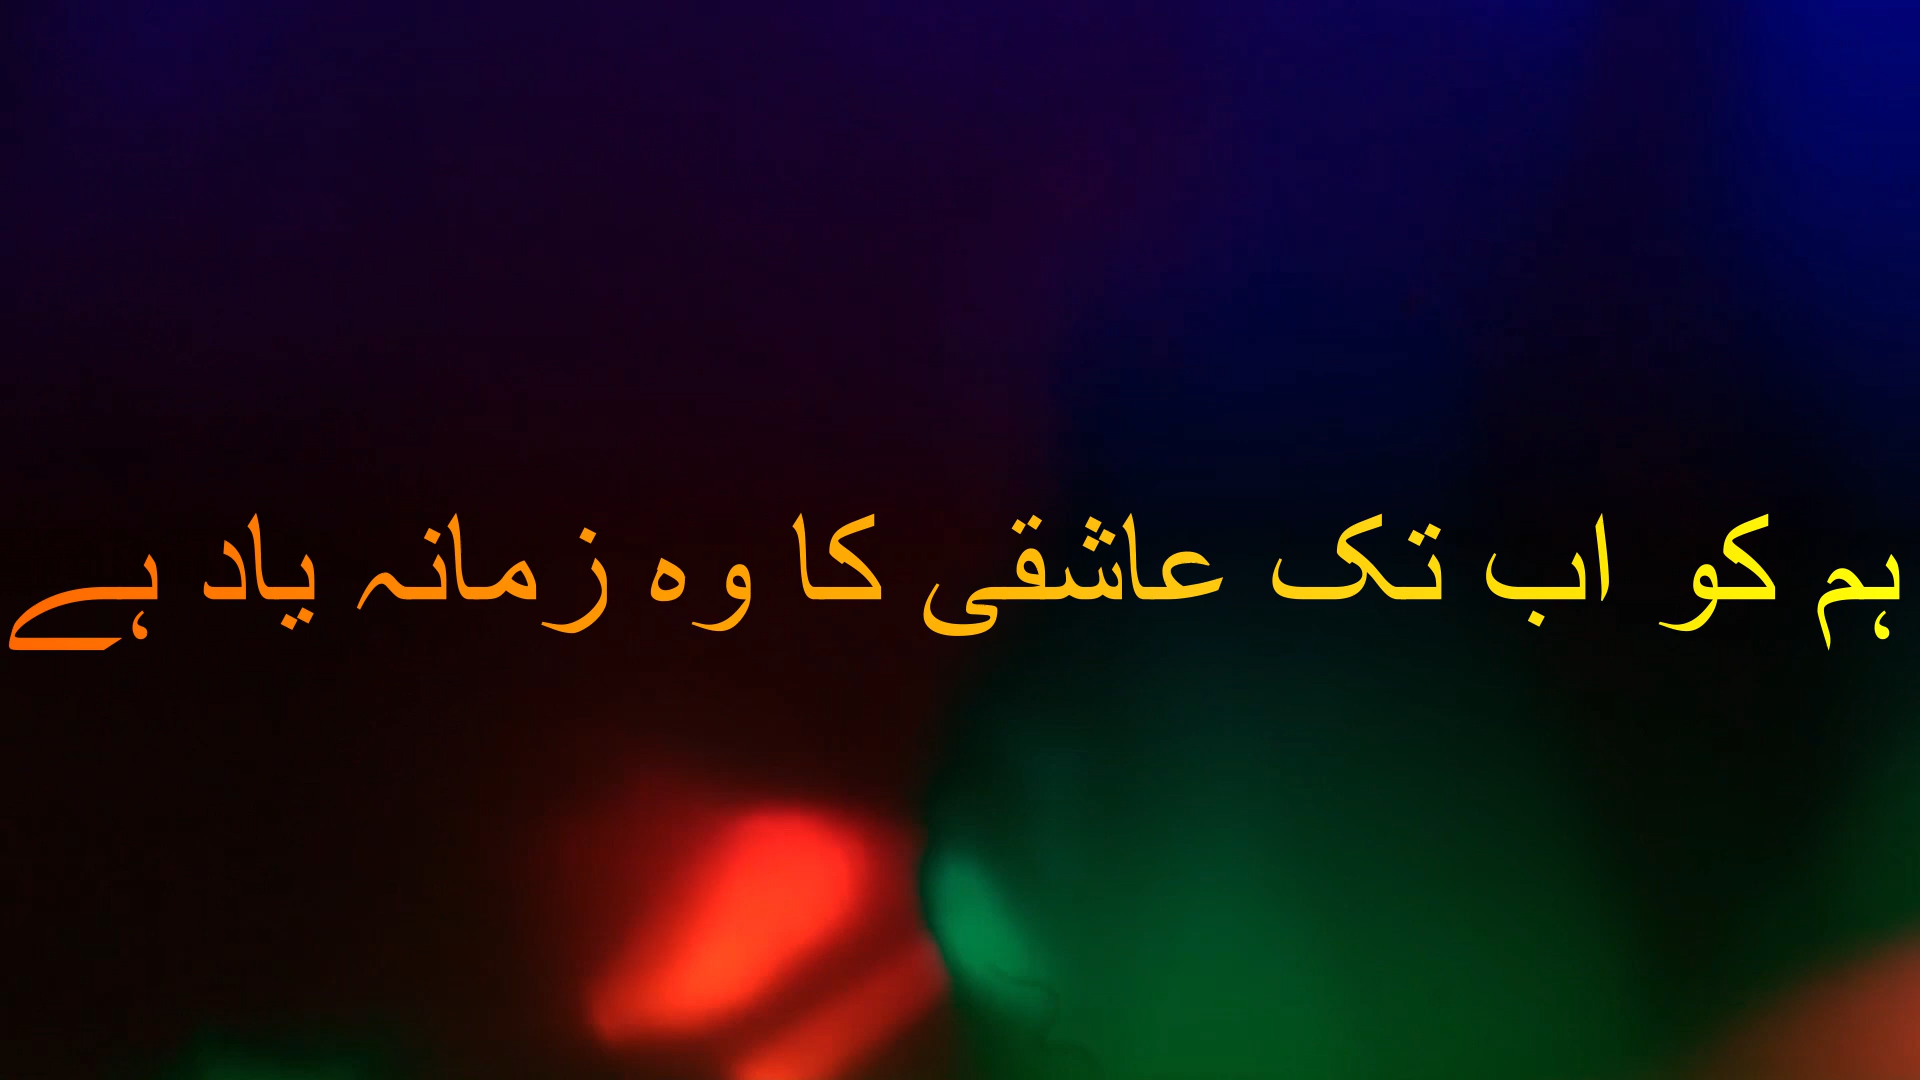 ہم کو اب تک عاشقی کا وہ زمانہ یاد ہے